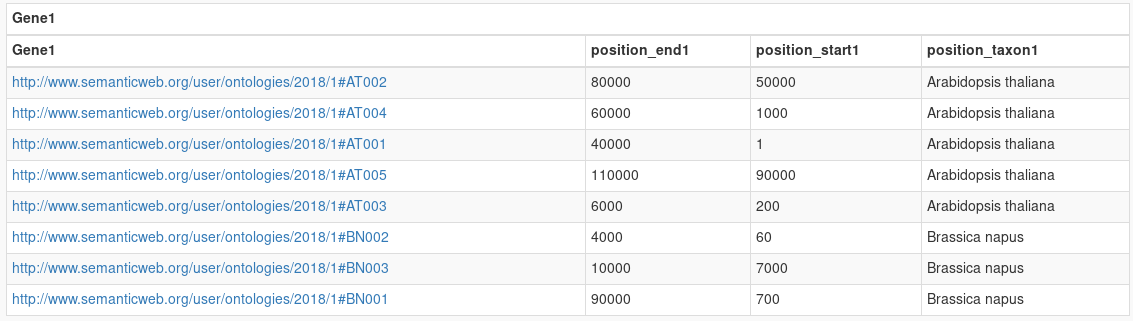 Gene1
Gene1 position_end1 position_start1 position_taxon1
http://www.semanticweb.org/user/ontologies/2018/1#AT002 80000 50000 Arabidopsis thaliana
http://www.semanticweb.org/user/ontologies/2018/1#AT004 60000 1000 Arabidopsis thaliana
http://www.semanticweb.org/user/ontologies/2018/1#AT001 40000 1 Arabidopsis thaliana
http://www.semanticweb.org/user/ontologies/2018/1#AT005 110000 90000 Arabidopsis thaliana
http://www.semanticweb.org/user/ontologies/2018/1#AT003 6000 200 Arabidopsis thaliana
http://www.semanticweb.org/user/ontologies/2018/1#BN002 4000 60 Brassica napus
http://www.semanticweb.org/user/ontologies/2018/1#BN003 10000 7000 Brassica napus
http://www.semanticweb.org/user/ontologies/2018/1#BN001 90000 700 Brassica napus